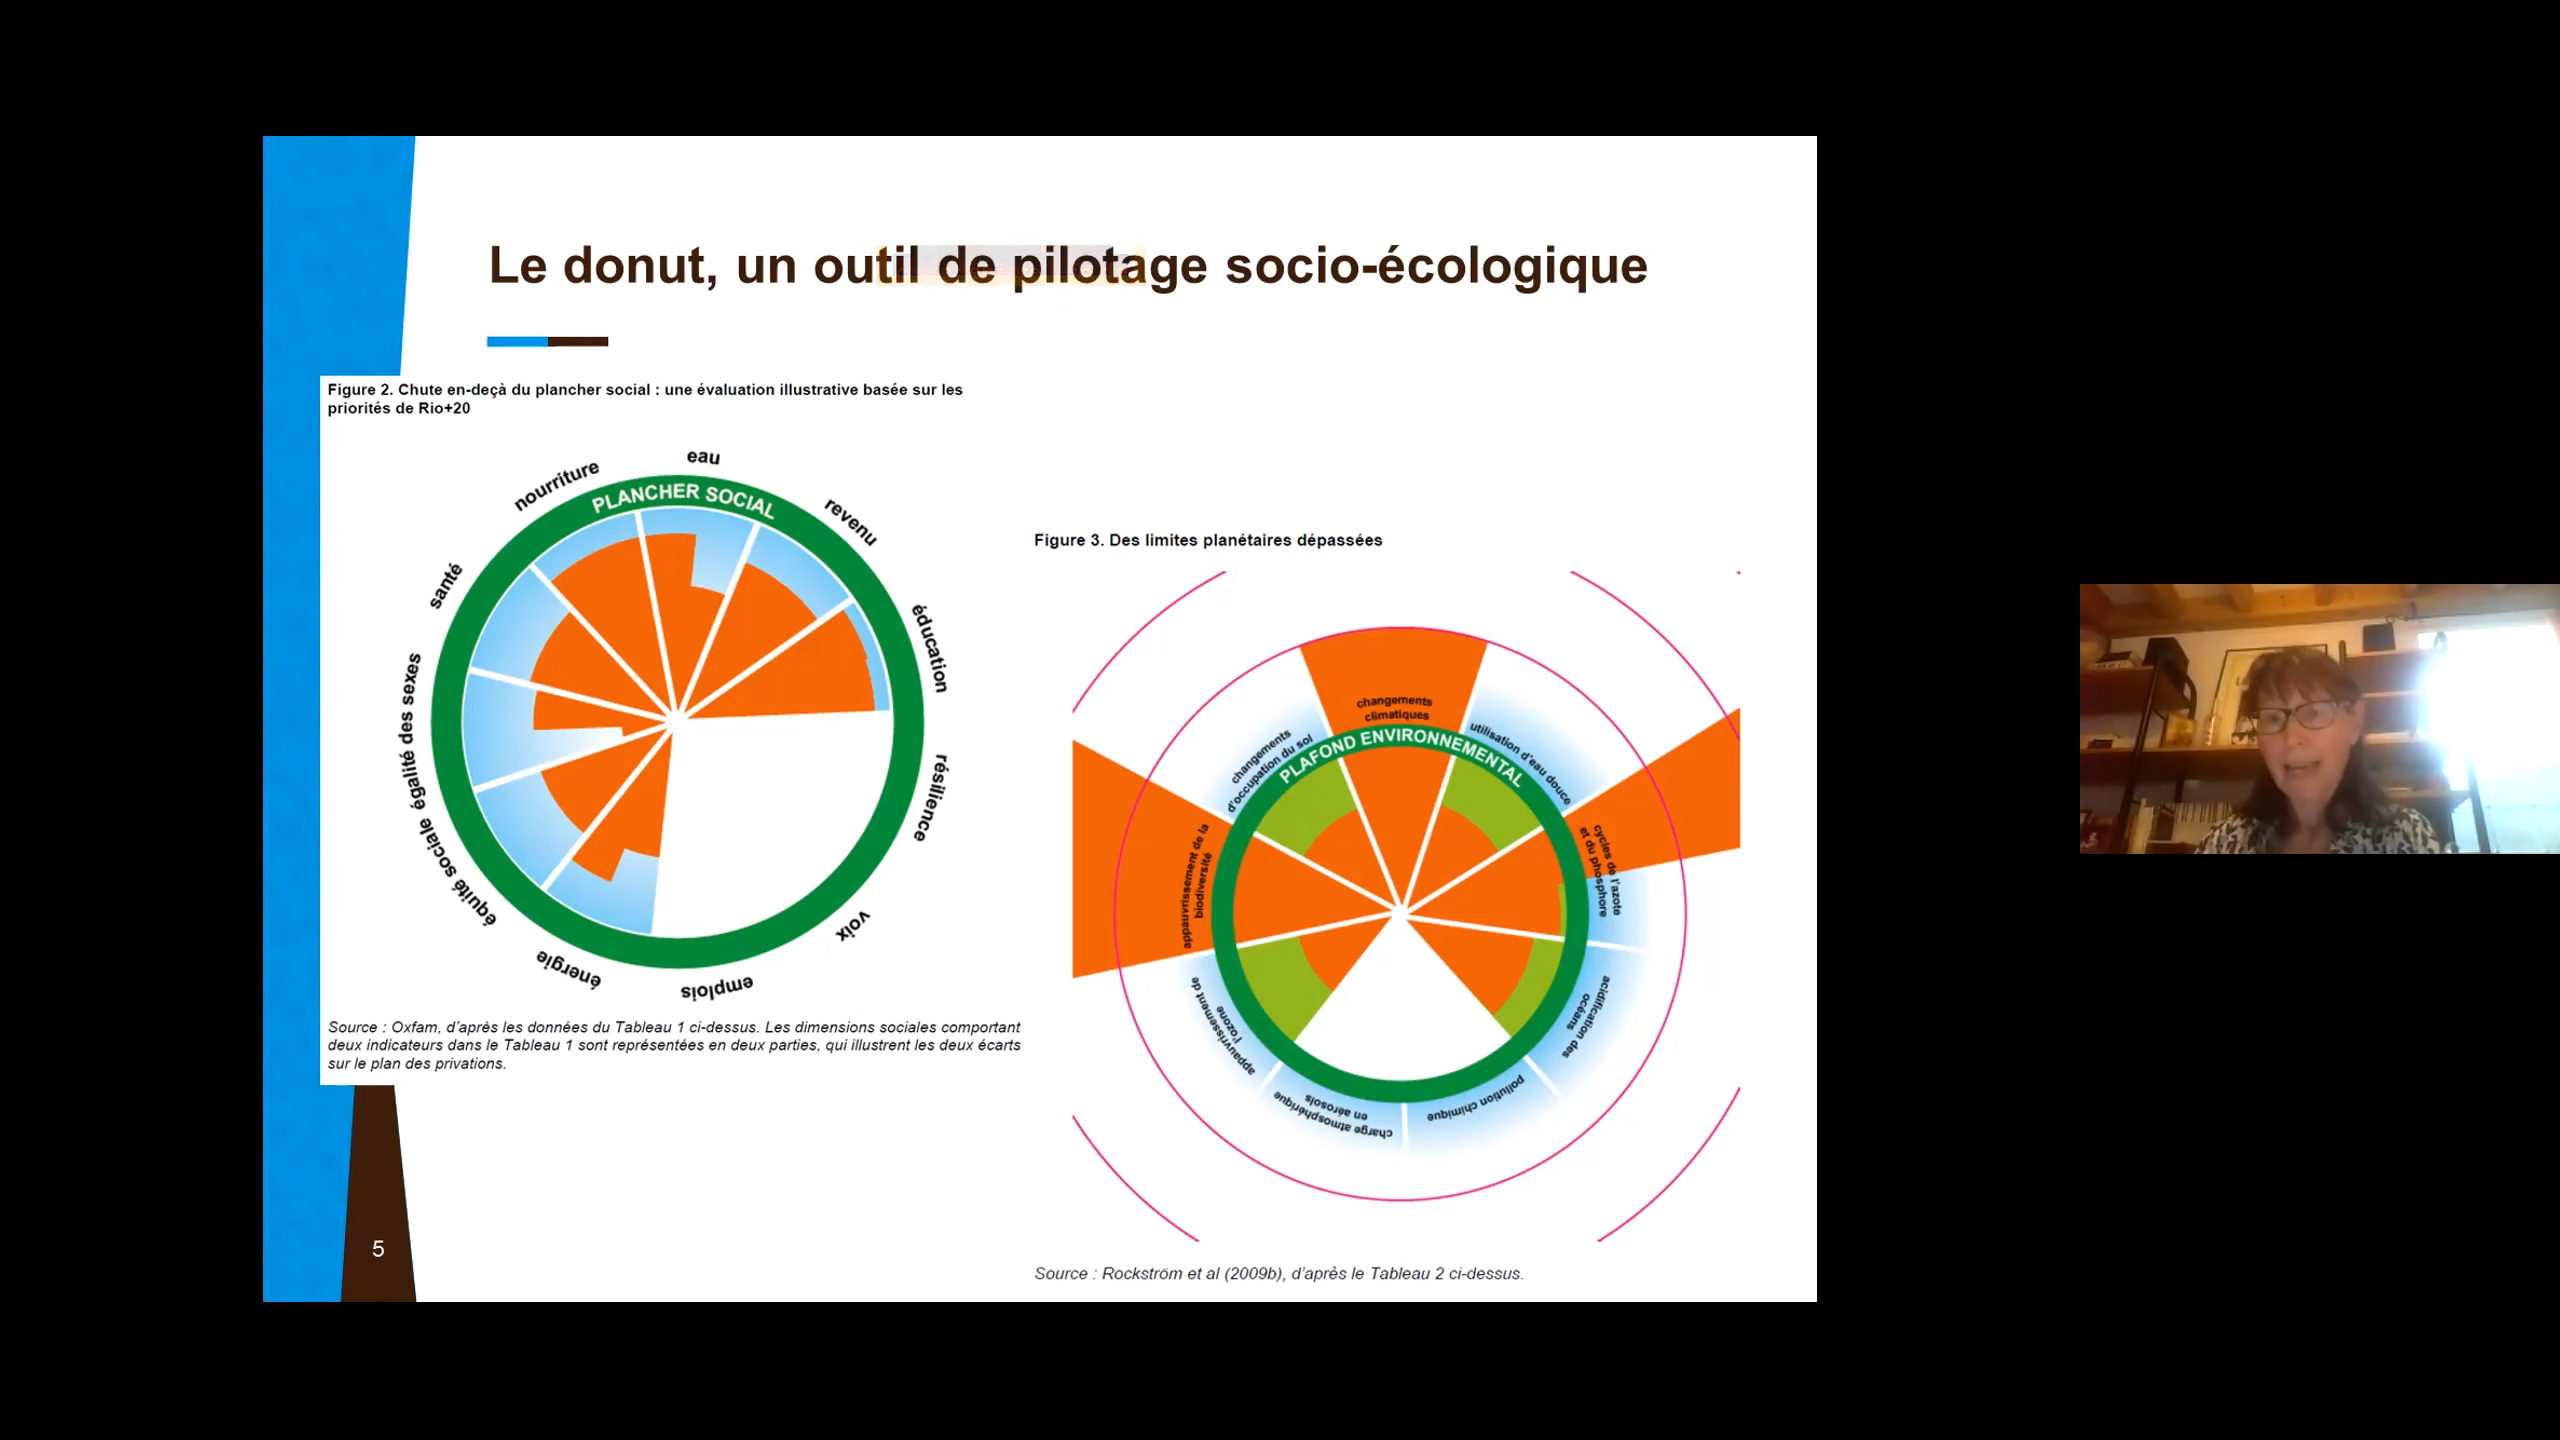 Le donut, un outil de pilotage socio-écologique
Figure 2. Chute en-deçà du plancher social : une évaluation illustrative basée sur les
priorités de Rio+20
PLANCHER SOCIAL
eau
revenu
éducation
résilience
voix
emplois
énergie
équité sociale
égalité des sexes
santé
nourriture
Source : Oxfam, d'après les données du Tableau 1 ci-dessus. Les dimensions sociales comportant
deux indicateurs dans le Tableau 1 sont représentées en deux parties, qui illustrent les deux écarts
sur le plan des privations.
Figure 3. Des limites planétaires dépassées
PLAFOND ENVIRONNEMENTAL
changements
climatiques
utilisation d'eau douce
cycles de l'azote
et du phosphore
acidification des
océans
pollution chimique
charge atmosphérique
en aérosols
appauvrissement de
l'ozone
appauvrissement de la
biodiversité
changements
d'occupation du sol
Source : Rockström et al (2009b), d'après le Tableau 2 ci-dessus.
5